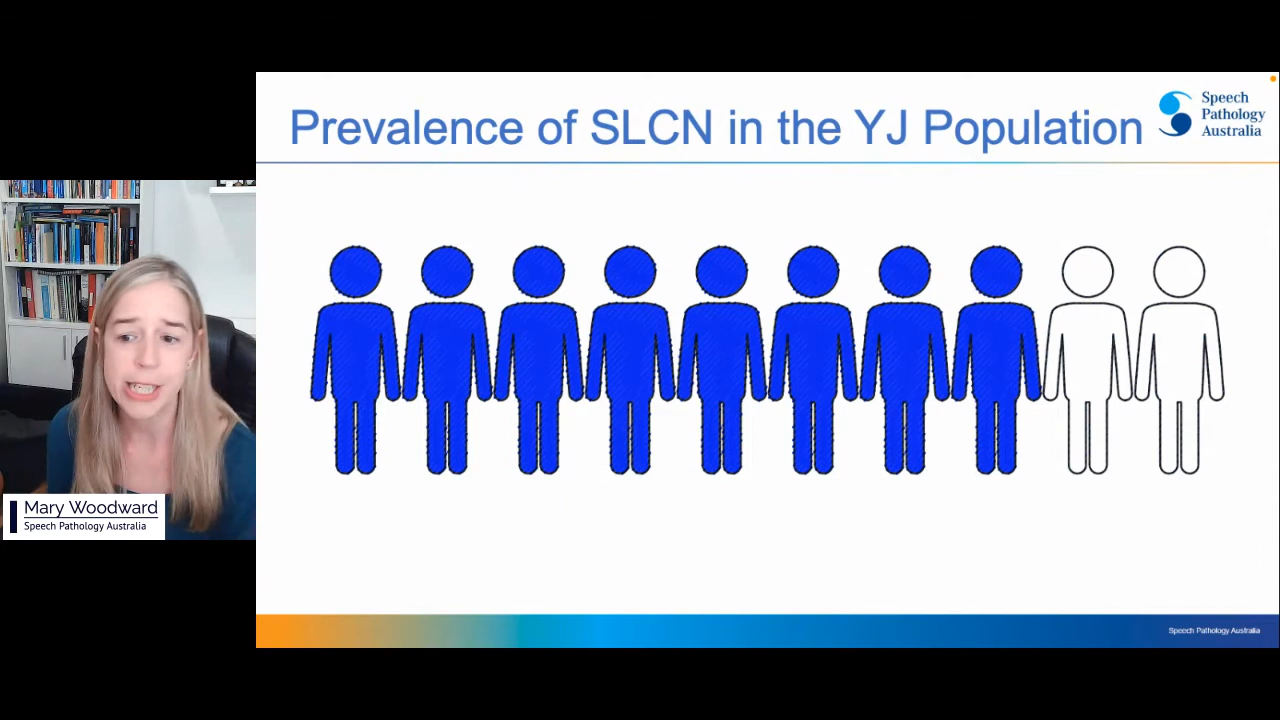 Prevalence of SLCN in the YJ Population
Speech
Pathology
Australia
Mary Woodward
Speech Pathology Australia
Speech Pathology Australia